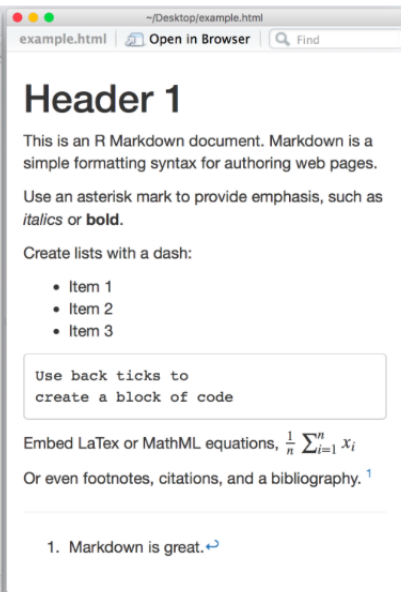 ~/Desktop/example.html
example.html Open in Browser Find
Header 1
This is an R Markdown document. Markdown is a
simple formatting syntax for authoring web pages.
Use an asterisk mark to provide emphasis, such as
italics or bold.
Create lists with a dash:
• Item 1
• Item 2
• Item 3
Use back ticks to
create a block of code
Embed LaTex or MathML equations, $\frac{1}{n} \sum_{i=1}^{n} x_i$
Or even footnotes, citations, and a bibliography. 1
1. Markdown is great.↩